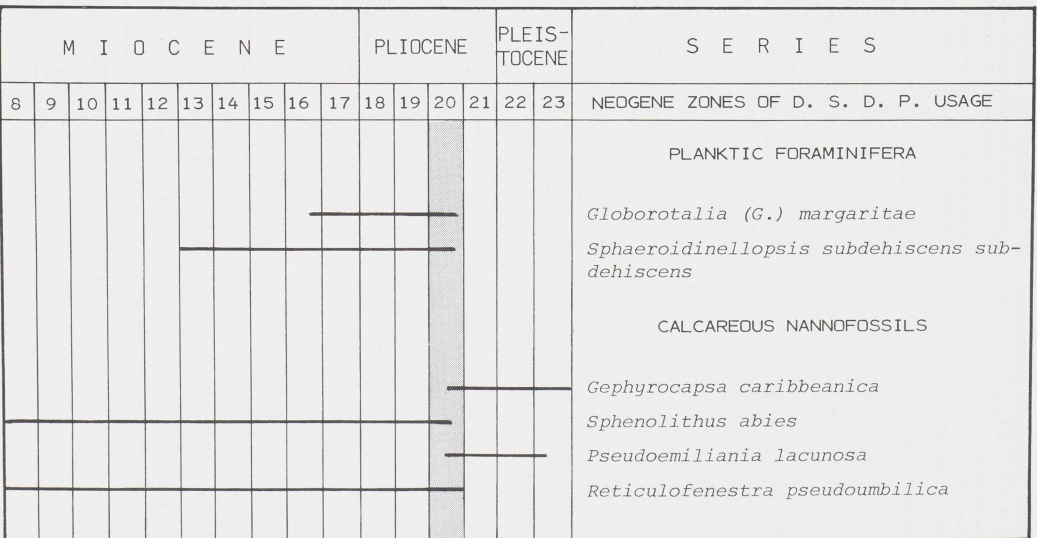 MIOCENE PLIOCENE PLEIS-
TOCENE SERIES
8 9 10 11 12 13 14 15 16 17 18 19 20 21 22 23 NEOGENE ZONES OF D. S. D. P. USAGE
PLANKTIC FORAMINIFERA
Globorotalia (G.) margaritae
Sphaeroidinellopsis subdehiscens sub-
dehiscens
CALCAREOUS NANNOFOSSILS
Gephyrocapsa caribbeanica
Sphenolithus abies
Pseudoemiliania lacunosa
Reticulofenestra pseudoumbilica